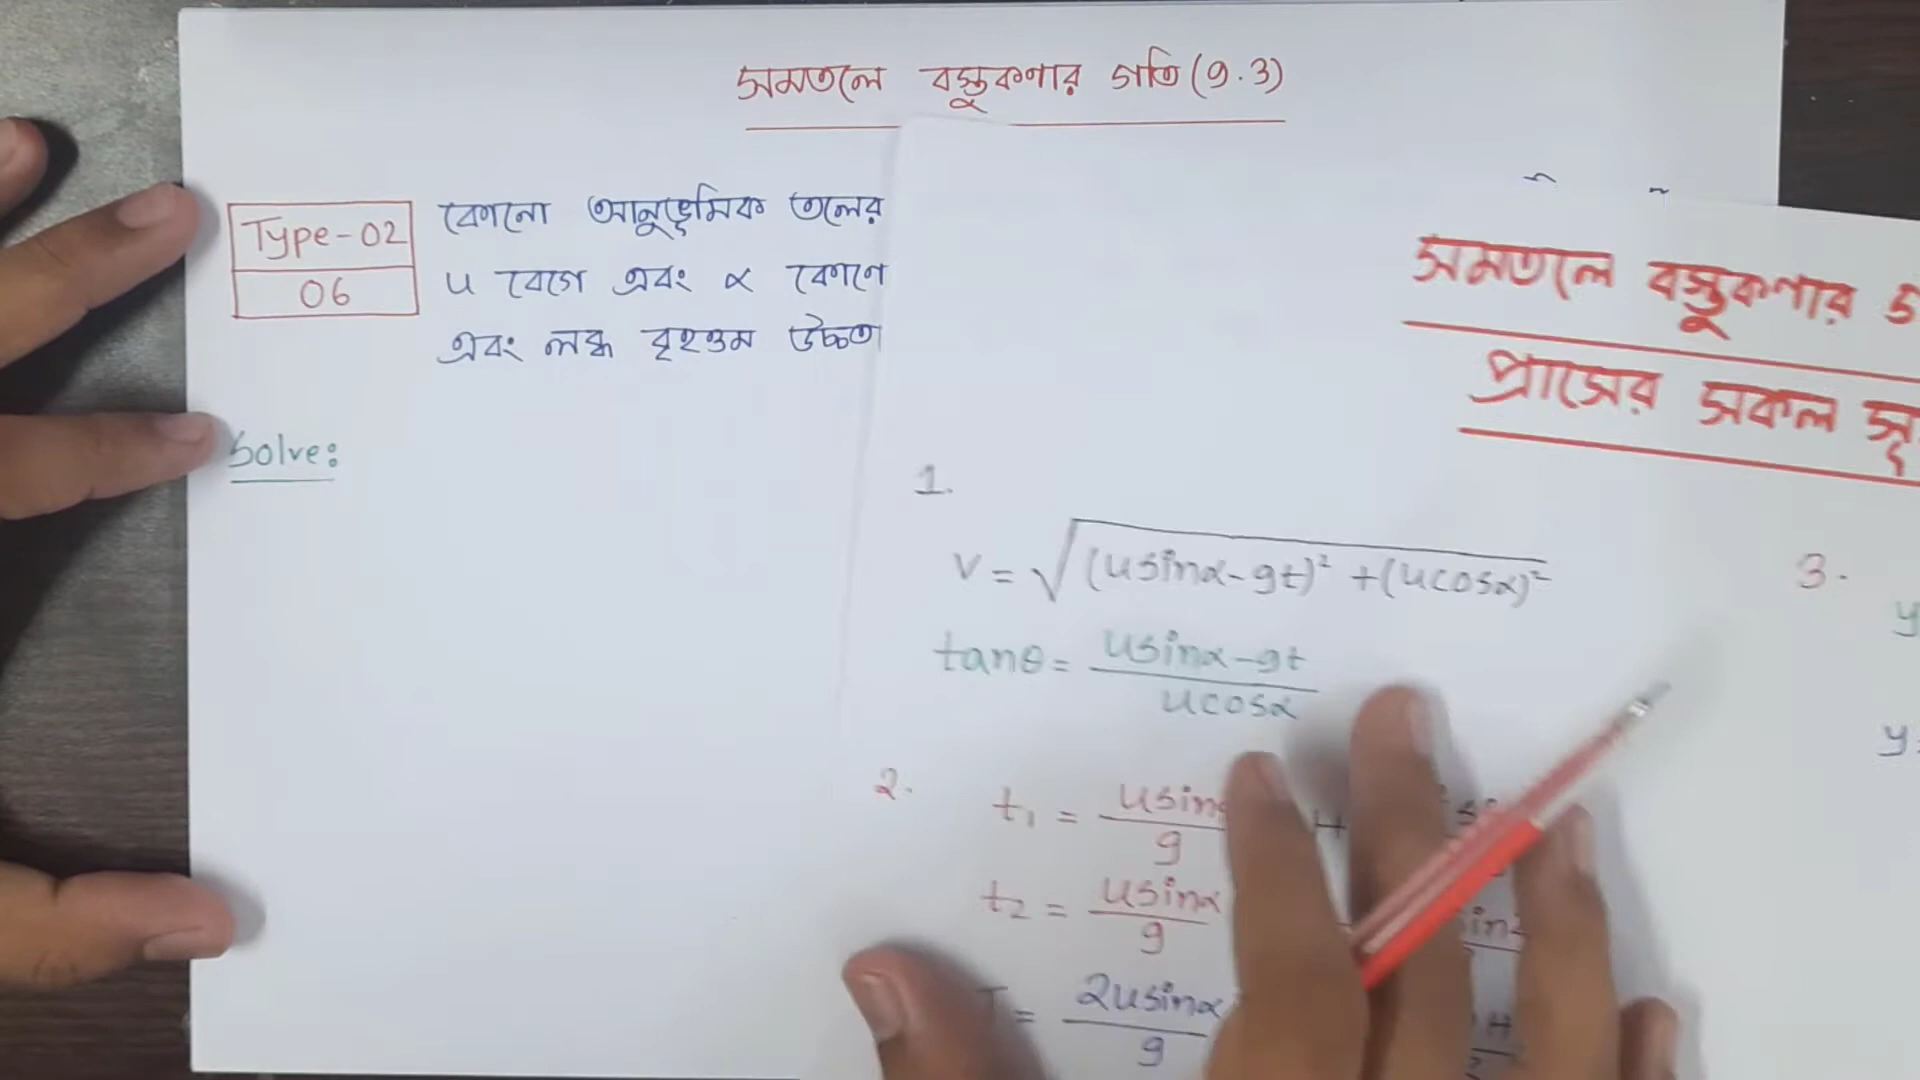 সমতলে বস্তুকণার গতি (9.3)
Type-02
06
কোনো আনুভূমিক তলের
u বেগে এবং α কোণে
এবং লব্ধ বৃহত্তম উচ্চতা
Solve:
সমতলে বস্তুকণার
প্রাসের সকল
1.
v = √(usinα-gt)² + (ucosα)²
tanθ = usinα-gt / ucosα
2.
t₁ = usin / g
t₂ = usinα / g
= 2usinα / g
3.
y
y